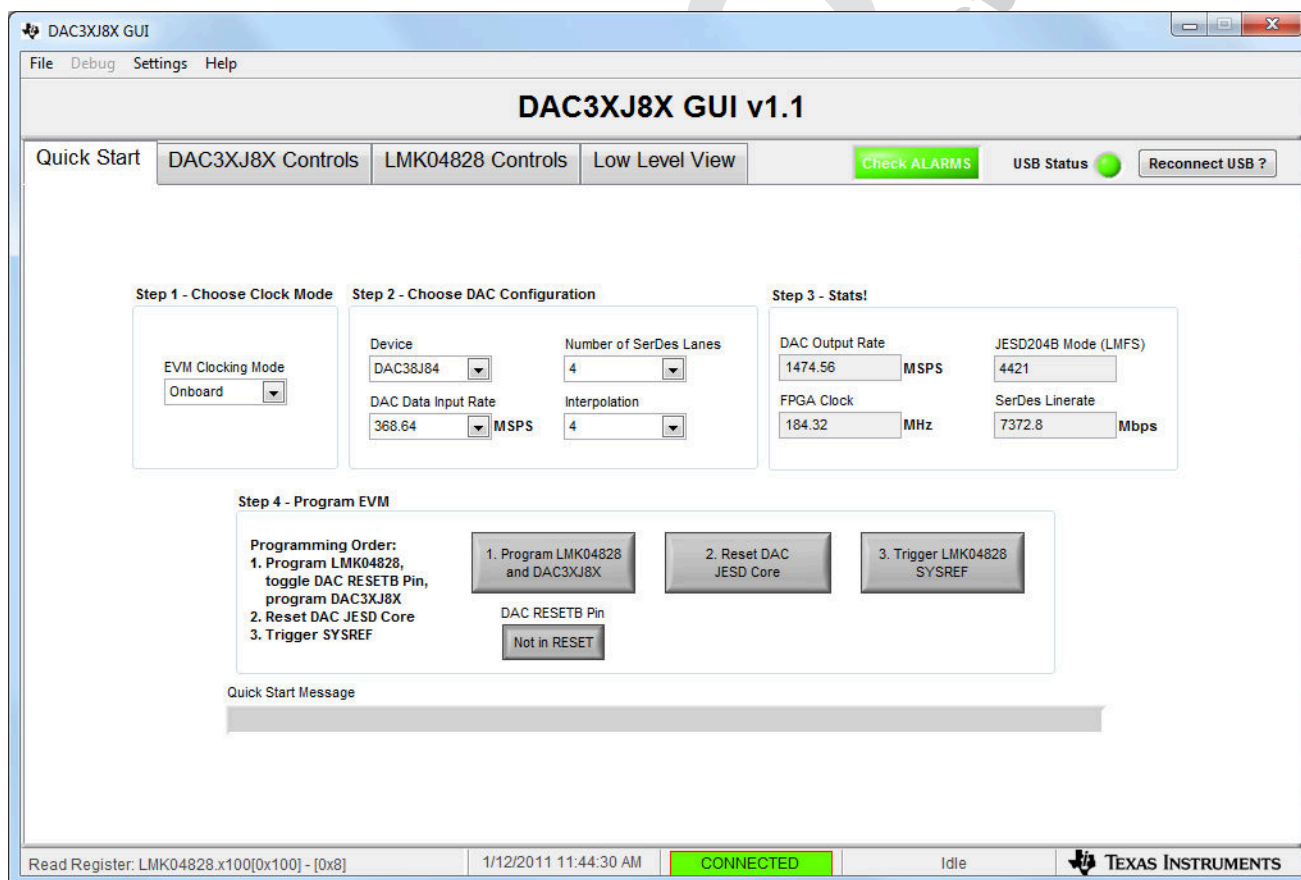 DAC3XJ8X GUI
File Debug Settings Help
DAC3XJ8X GUI v1.1
Quick Start DAC3XJ8X Controls LMK04828 Controls Low Level View Check ALARMS USB Status Reconnect USB ?
Step 1 - Choose Clock Mode
EVM Clocking Mode
Onboard
Step 2 - Choose DAC Configuration
Device
DAC38J84
Number of SerDes Lanes
4
DAC Data Input Rate
368.64 MSPS
Interpolation
4
Step 3 - Stats!
DAC Output Rate
1474.56 MSPS
JESD204B Mode (LMFS)
4421
FPGA Clock
184.32 MHz
SerDes Linerate
7372.8 Mbps
Step 4 - Program EVM
Programming Order:
1. Program LMK04828,
toggle DAC RESETB Pin,
program DAC3XJ8X
2. Reset DAC JESD Core
3. Trigger SYSREF
1. Program LMK04828
and DAC3XJ8X
2. Reset DAC
JESD Core
3. Trigger LMK04828
SYSREF
DAC RESETB Pin
Not in RESET
Quick Start Message
Read Register: LMK04828.x100[0x100] - [0x8] 1/12/2011 11:44:30 AM CONNECTED Idle TEXAS INSTRUMENTS